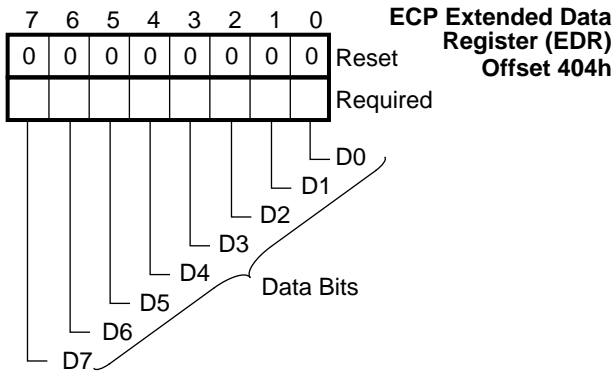 ECP Extended Data
Register (EDR)
Offset 404h
7 6 5 4 3 2 1 0
0 0 0 0 0 0 0 0 Reset
Required
D0
D1
D2
D3
D4
Data Bits
D5
D6
D7